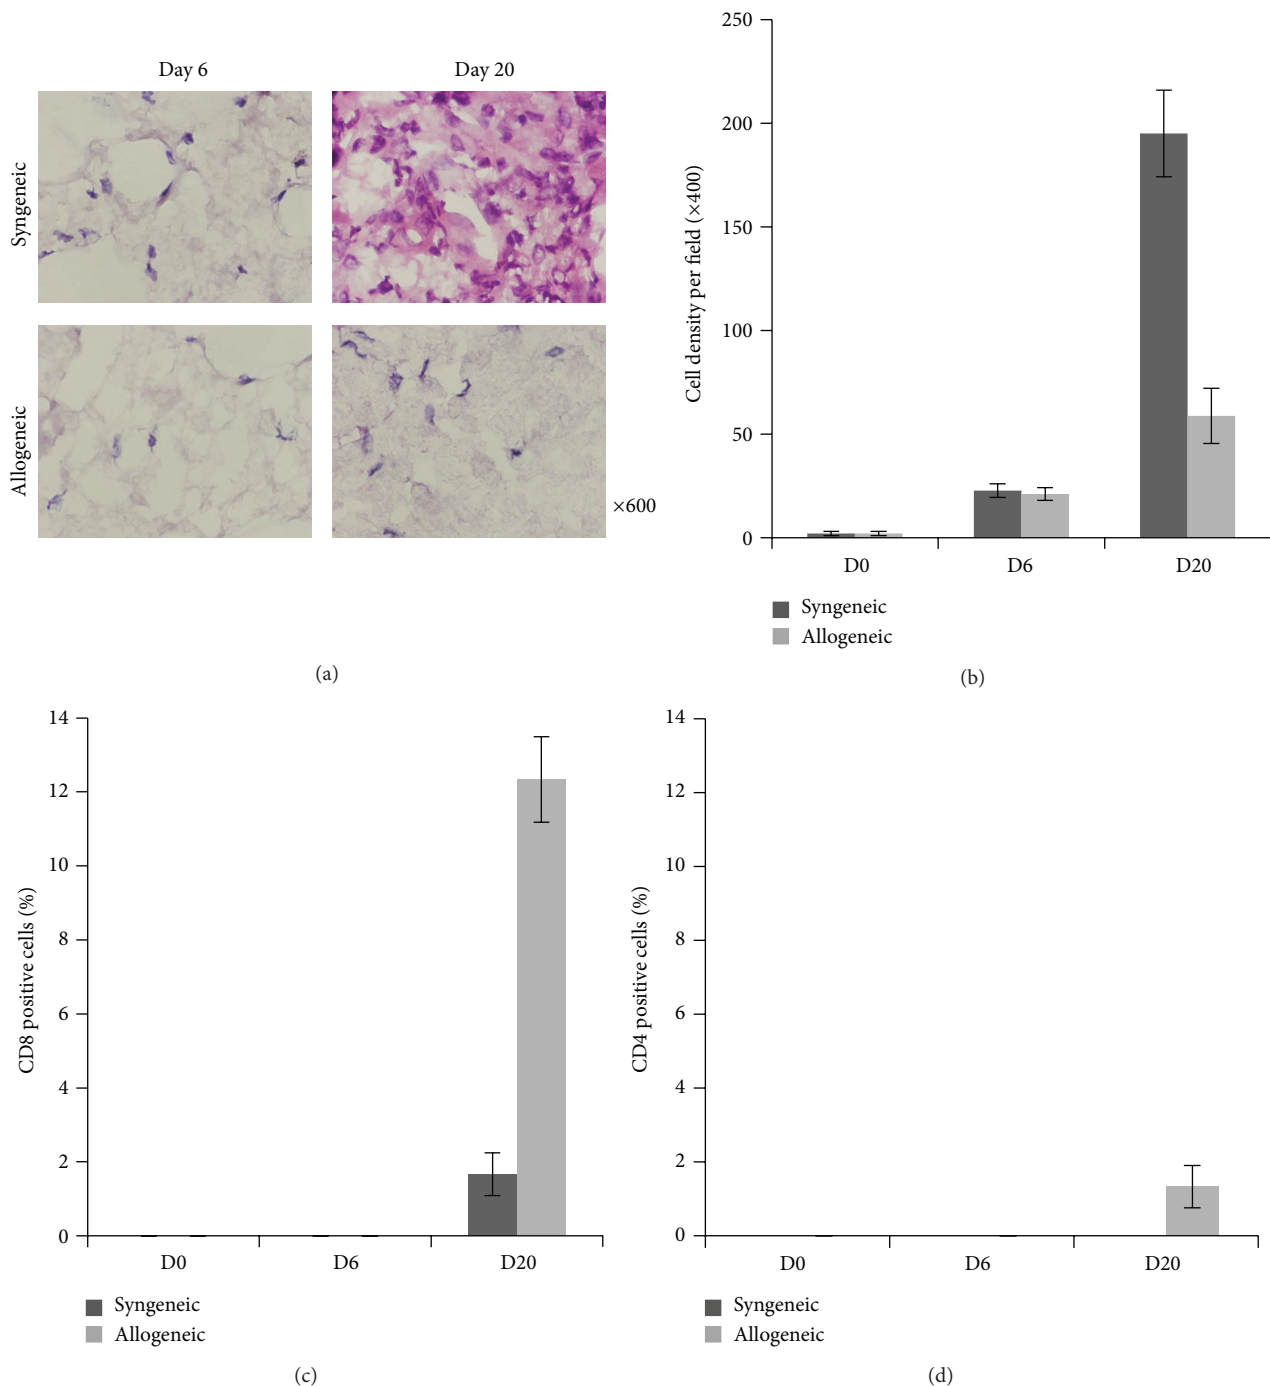 Day 6
Day 20
Syngeneic
Allogeneic
×600
(a)
250
200
150
100
50
0
Cell density per field (×400)
D0
D6
D20
Syngeneic
Allogeneic
(b)
14
12
10
8
6
4
2
0
CD8 positive cells (%)
D0
D6
D20
Syngeneic
Allogeneic
(c)
14
12
10
8
6
4
2
0
CD4 positive cells (%)
D0
D6
D20
Syngeneic
Allogeneic
(d)